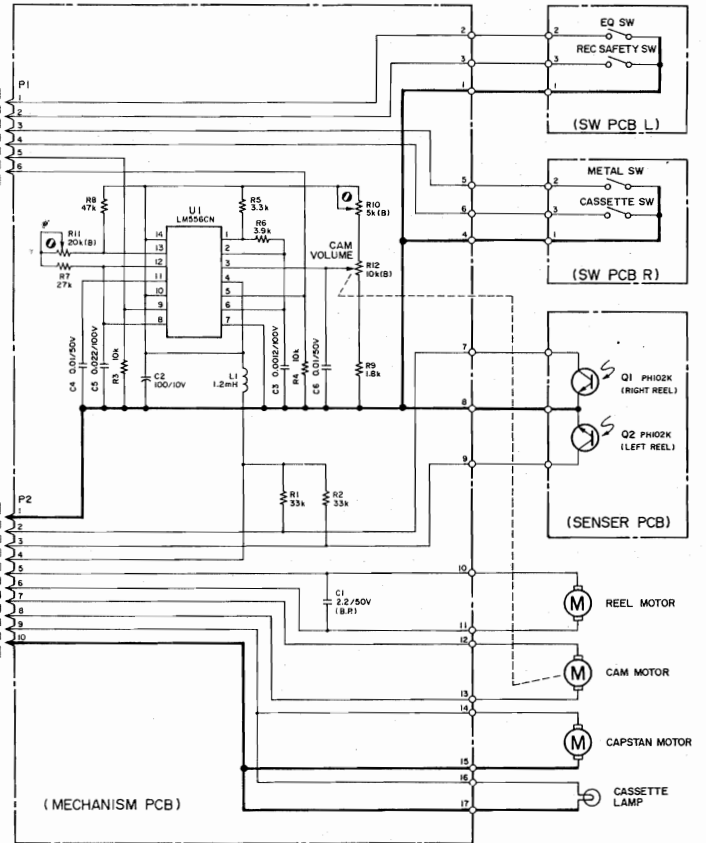 EQ SW
2
2
REC SAFETY SW
3
3
1
1
(SW PCB L)
P1
1
2
3
4
5
6
METAL SW
5
2
CASSETTE SW
6
3
4
1
(SW PCB R)
R8
47k
U1
LM556CN
R5
3.3k
R6
3.9k
R10
5k(B)
R11
20k(B)
R7
27k
14
13
12
11
10
9
8
1
2
3
4
5
6
7
CAM
VOLUME
R12
10k(B)
C4 0.01/50V
C5 0.022/100V
R3 10k
C2
100/10V
L1
1.2mH
C3 0.0012/100V
R4 10k
C6 0.01/50V
R9
1.8k
7
Q1 PH102K
(RIGHT REEL)
8
Q2 PH102K
(LEFT REEL)
9
(SENSER PCB)
R1
33k
R2
33k
P2
1
2
3
4
5
6
7
8
9
10
C1
2.2/50V
(B.P.)
10
M
REEL MOTOR
11
12
M
CAM MOTOR
13
14
M
CAPSTAN MOTOR
15
16
CASSETTE
LAMP
17
(MECHANISM PCB)